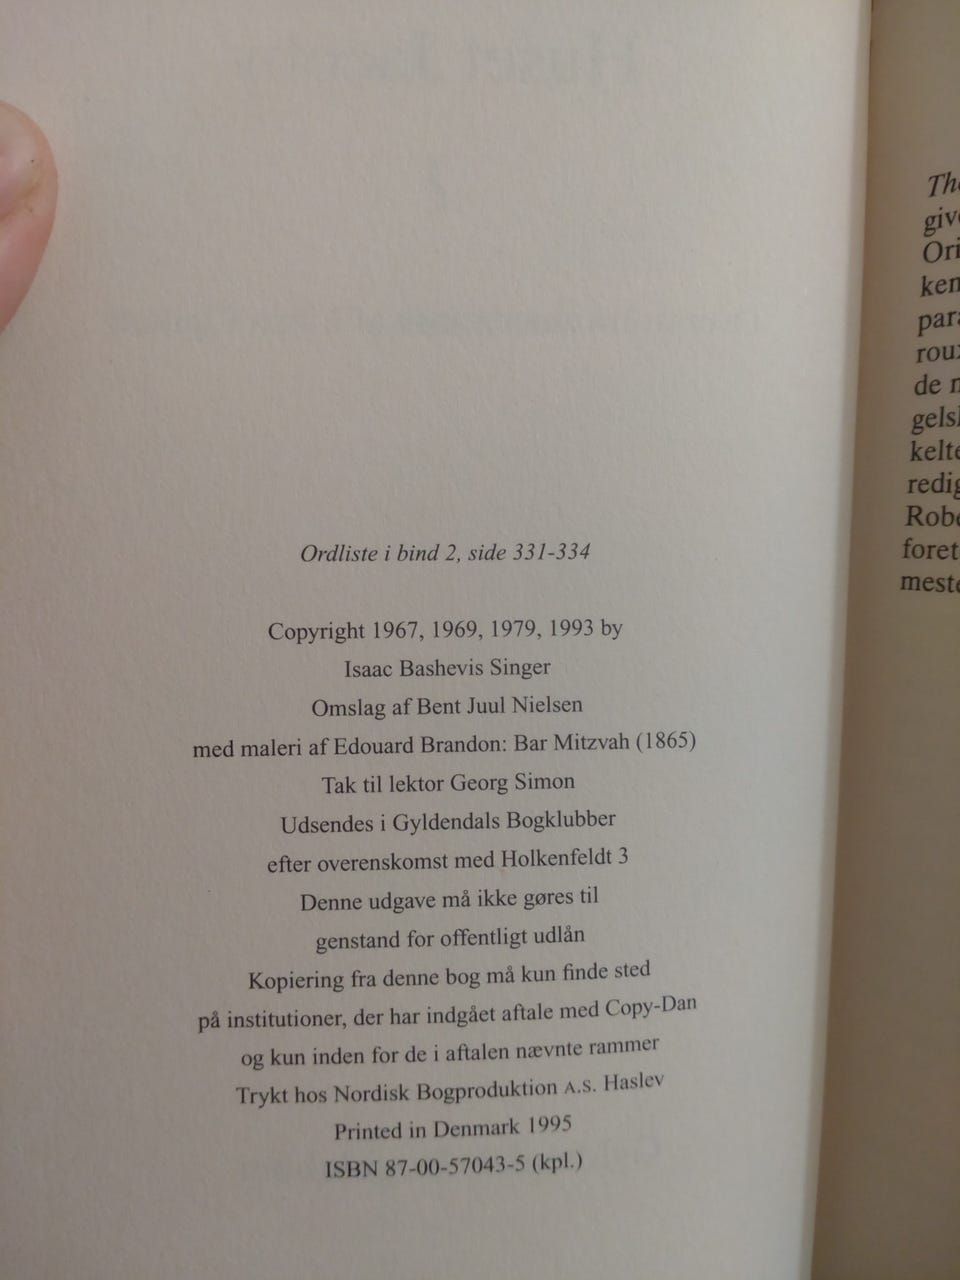 Ordliste i bind 2, side 331-334
Copyright 1967, 1969, 1979, 1993 by
Isaac Bashevis Singer
Omslag af Bent Juul Nielsen
med maleri af Edouard Brandon: Bar Mitzvah (1865)
Tak til lektor Georg Simon
Udsendes i Gyldendals Bogklubber
efter overenskomst med Holkenfeldt 3
Denne udgave må ikke gøres til
genstand for offentligt udlån
Kopiering fra denne bog må kun finde sted
på institutioner, der har indgået aftale med Copy-Dan
og kun inden for de i aftalen nævnte rammer
Trykt hos Nordisk Bogproduktion A.S. Haslev
Printed in Denmark 1995
ISBN 87-00-57043-5 (kpl.)
de